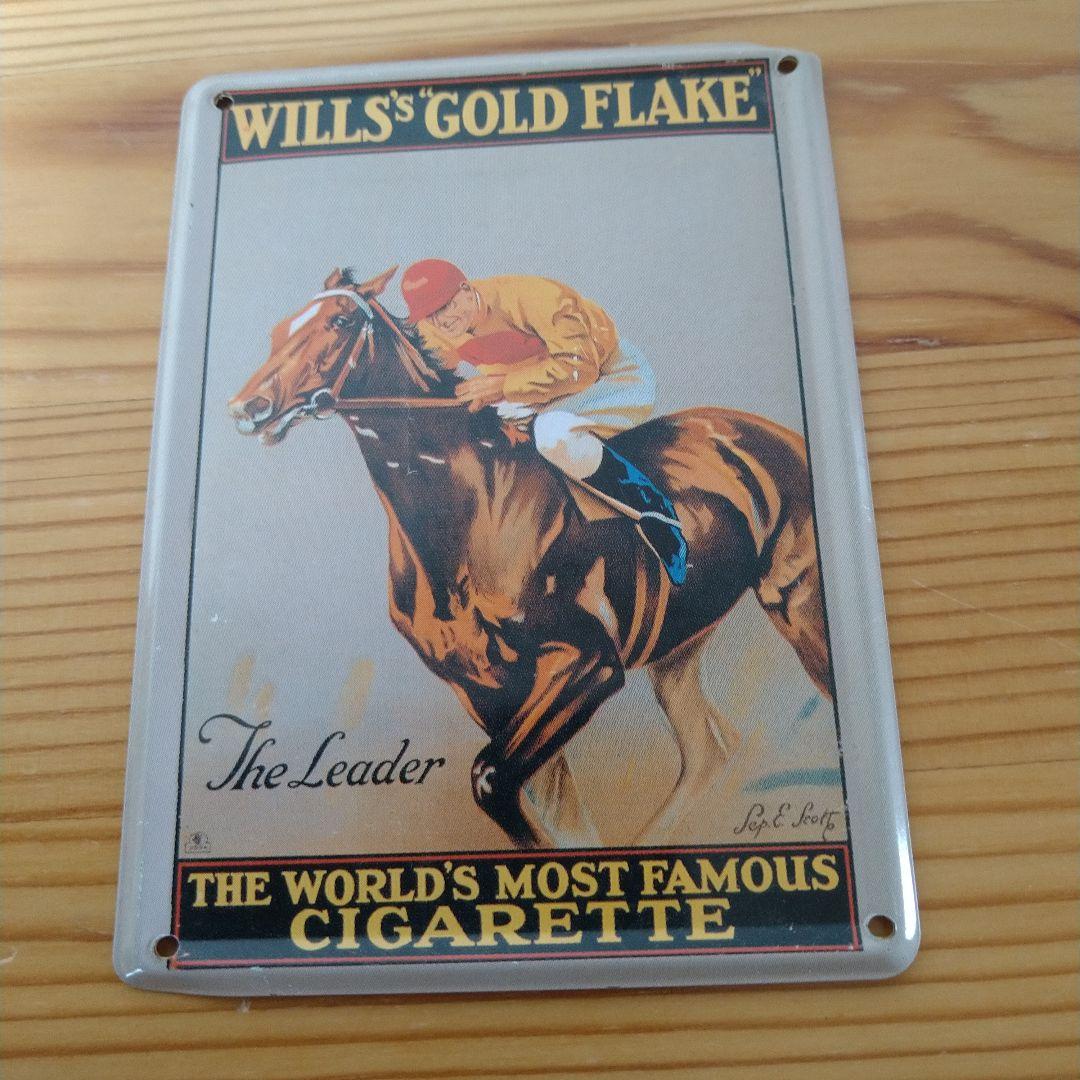 WILLS'S "GOLD FLAKE"
The Leader
Sep. E. Scott
THE WORLD'S MOST FAMOUS
CIGARETTE